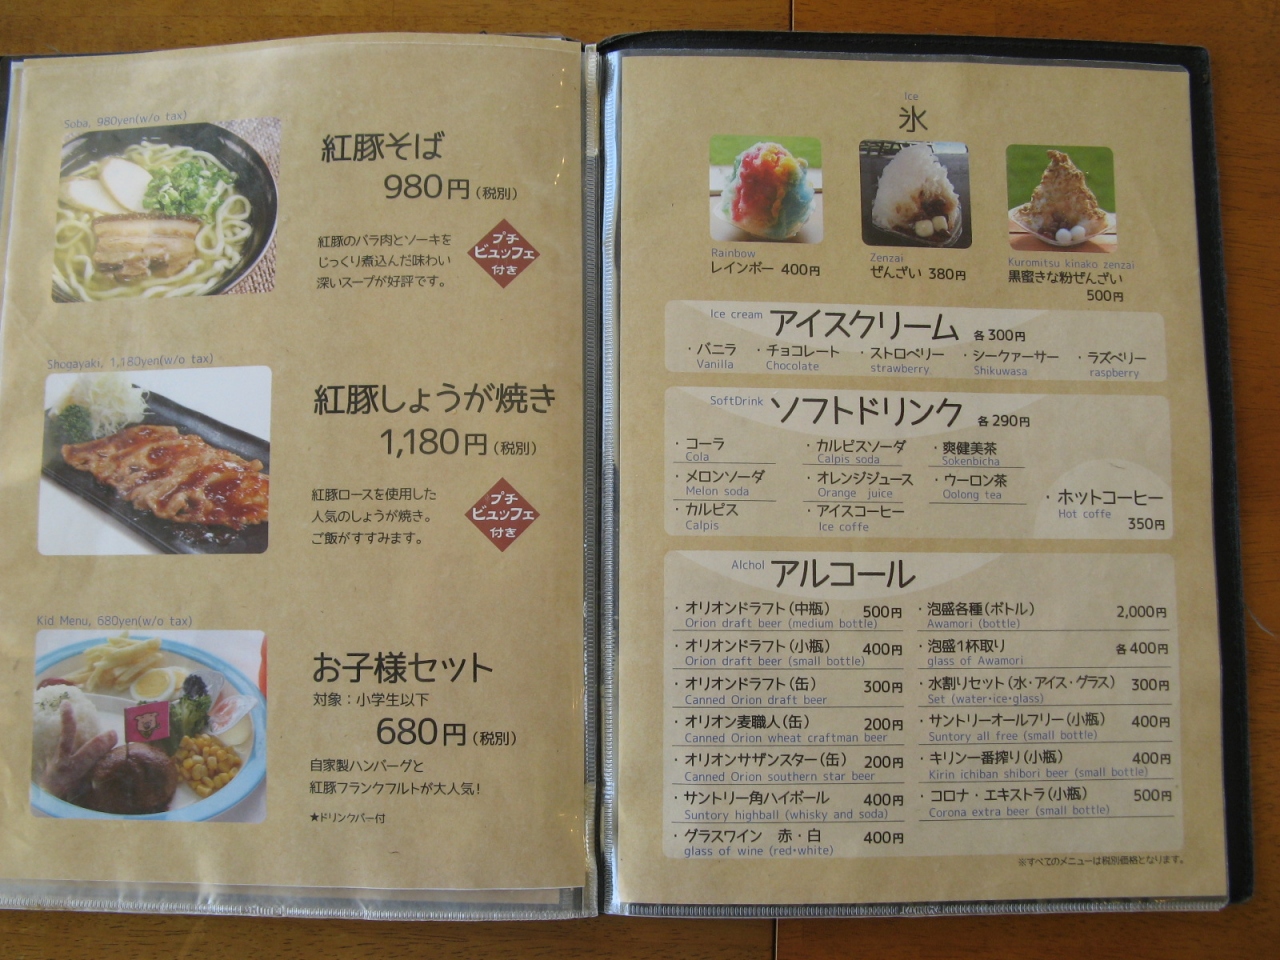 Soba, 980yen(w/o tax)
紅豚そば
980円(税別)
紅豚のバラ肉とソーキを
じっくり煮込んだ味わい
深いスープが好評です。
プチ
ビュッフェ
付き
Shogayaki, 1,180yen(w/o tax)
紅豚しょうが焼き
1,180円(税別)
紅豚ロースを使用した
人気のしょうが焼き。
ご飯がすすみます。
プチ
ビュッフェ
付き
Kid Menu, 680yen(w/o tax)
お子様セット
対象:小学生以下
680円(税別)
自家製ハンバーグと
紅豚フランクフルトが大人気!
★ドリンクバー付
Ice
氷
Rainbow
レインボー 400円
Zenzai
ぜんざい 380円
Kuromitsu kinako zenzai
黒蜜きな粉ぜんざい
500円
Ice cream アイスクリーム 各300円
・バニラ ・チョコレート ・ストロベリー ・シークァーサー ・ラズベリー
Vanilla Chocolate strawberry Shikuwasa raspberry
SoftDrink ソフトドリンク 各290円
・コーラ ・カルピスソーダ ・爽健美茶
Cola Calpis soda Sokenbicha
・メロンソーダ ・オレンジジュース ・ウーロン茶
Melon soda Orange juice Oolong tea
・カルピス ・アイスコーヒー
Calpis Ice coffe
・ホットコーヒー
Hot coffe
350円
Alchol アルコール
・オリオンドラフト(中瓶) 500円
Orion draft beer (medium bottle)
・オリオンドラフト(小瓶) 400円
Orion draft beer (small bottle)
・オリオンドラフト(缶) 300円
Canned Orion draft beer
・オリオン麦職人(缶) 200円
Canned Orion wheat craftman beer
・オリオンサザンスター(缶) 200円
Canned Orion southern star beer
・サントリー角ハイボール 400円
Suntory highball (whisky and soda)
・グラスワイン 赤・白 400円
glass of wine (red・white)
・泡盛各種(ボトル) 2,000円
Awamori (bottle)
・泡盛1杯取り 各400円
glass of Awamori
・水割りセット(水・アイス・グラス) 300円
Set (water・ice・glass)
・サントリーオールフリー(小瓶) 400円
Suntory all free (small bottle)
・キリン一番搾り(小瓶) 400円
Kirin ichiban shibori beer (small bottle)
・コロナ・エキストラ(小瓶) 500円
Corona extra beer (small bottle)
※すべてのメニューは税別価格となります。